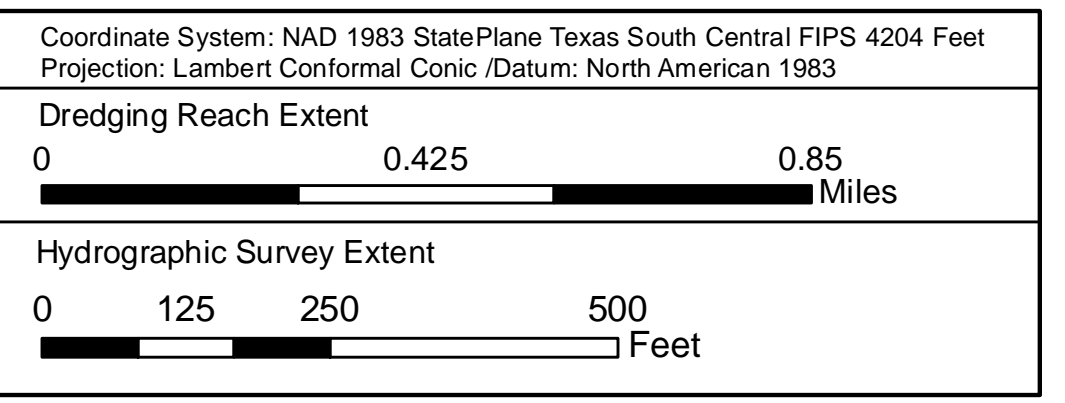 Coordinate System: NAD 1983 StatePlane Texas South Central FIPS 4204 Feet
Projection: Lambert Conformal Conic /Datum: North American 1983
Dredging Reach Extent
0 0.425 0.85
Miles
Hydrographic Survey Extent
0 125 250 500
Feet